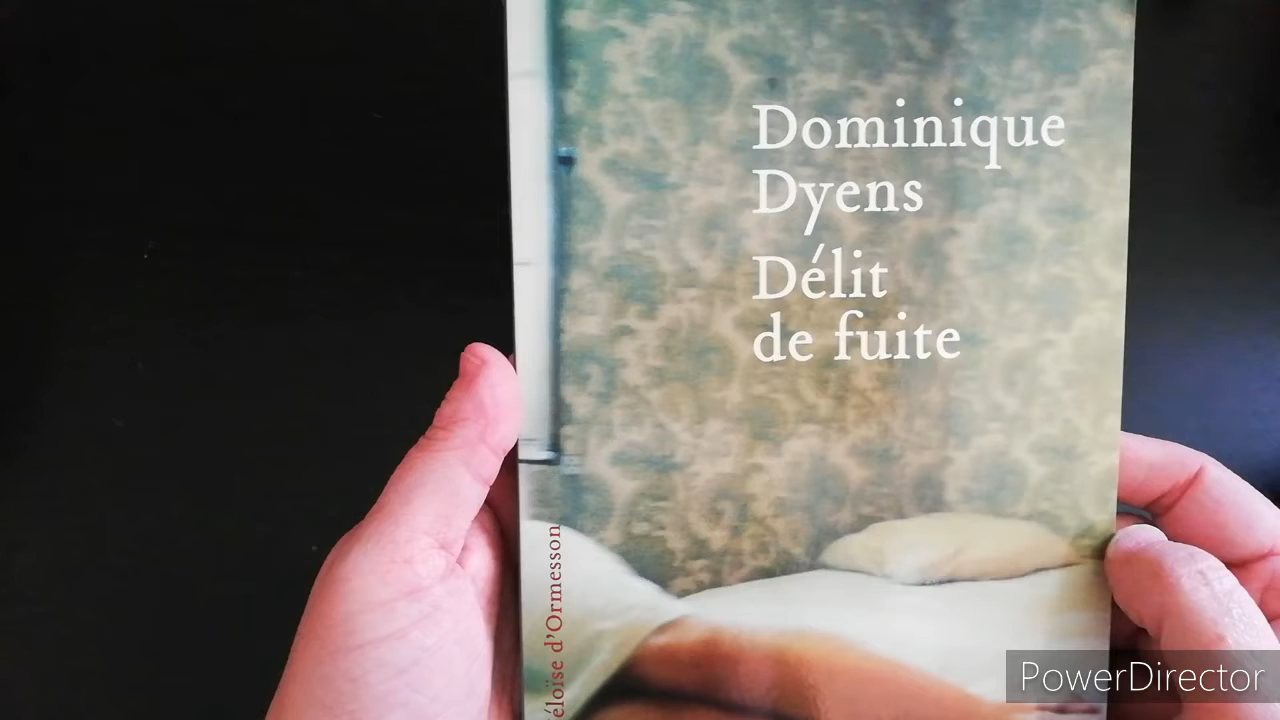 Dominique
Dyens
Délit
de fuite
éloïse d'Ormesson
PowerDirector